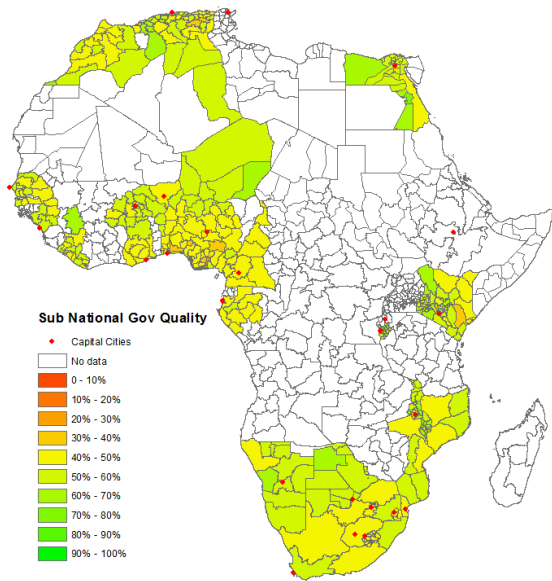 Sub National Gov Quality
Capital Cities
No data
0 - 10%
10% - 20%
20% - 30%
30% - 40%
40% - 50%
50% - 60%
60% - 70%
70% - 80%
80% - 90%
90% - 100%